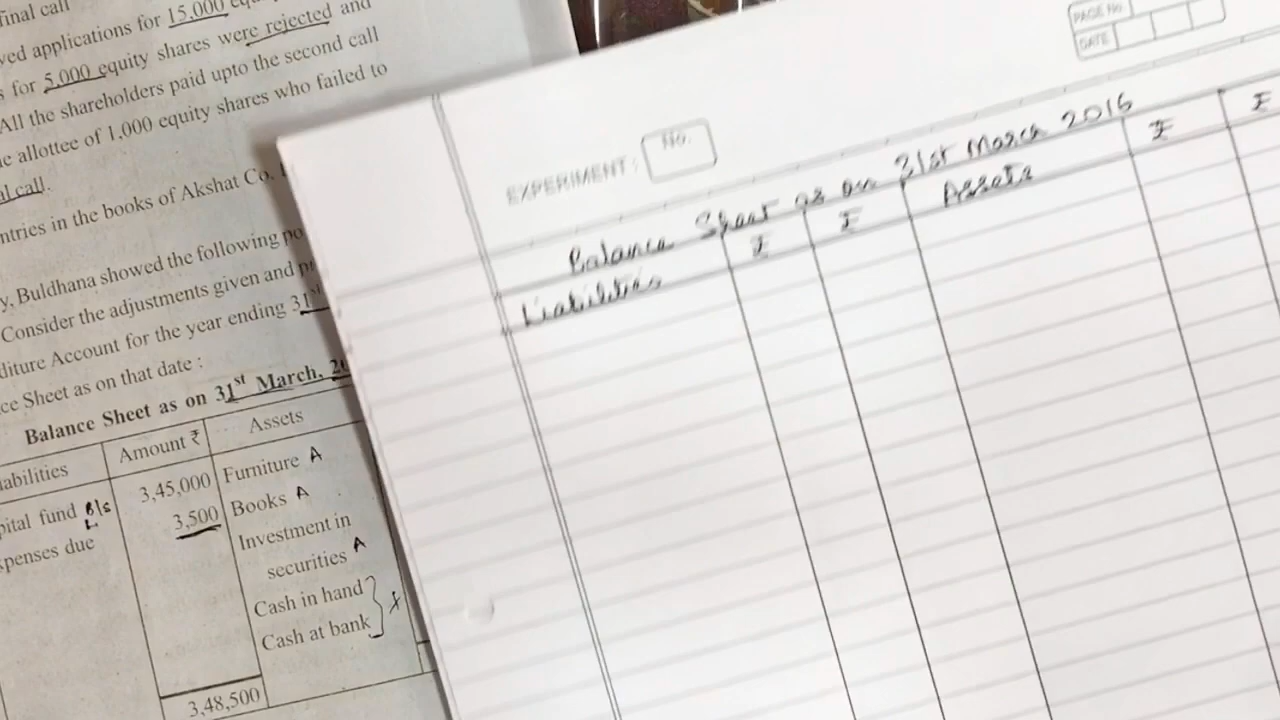 final call
ved applications for 15,000
s for 5,000 equity shares were rejected and
All the shareholders paid upto the second call
allottee of 1,000 equity shares who failed to
al call.
ntries in the books of Akshat Co.
y, Buldhana showed the following
Consider the adjustments given and
diture Account for the year ending 31st
ce Sheet as on that date :
Balance Sheet as on 31st March,
abilities Amount ₹ Assets
pital fund B/s L. 3,45,000 Furniture A
xpenses due 3,500 Books A
Investment in
securities A
Cash in hand
Cash at bank x
3,48,500
PAGE No
DATE
EXPERIMENT : No.
Balance Sheet as on 31st March 2016
Liabilities ₹ ₹ Assets ₹ ₹